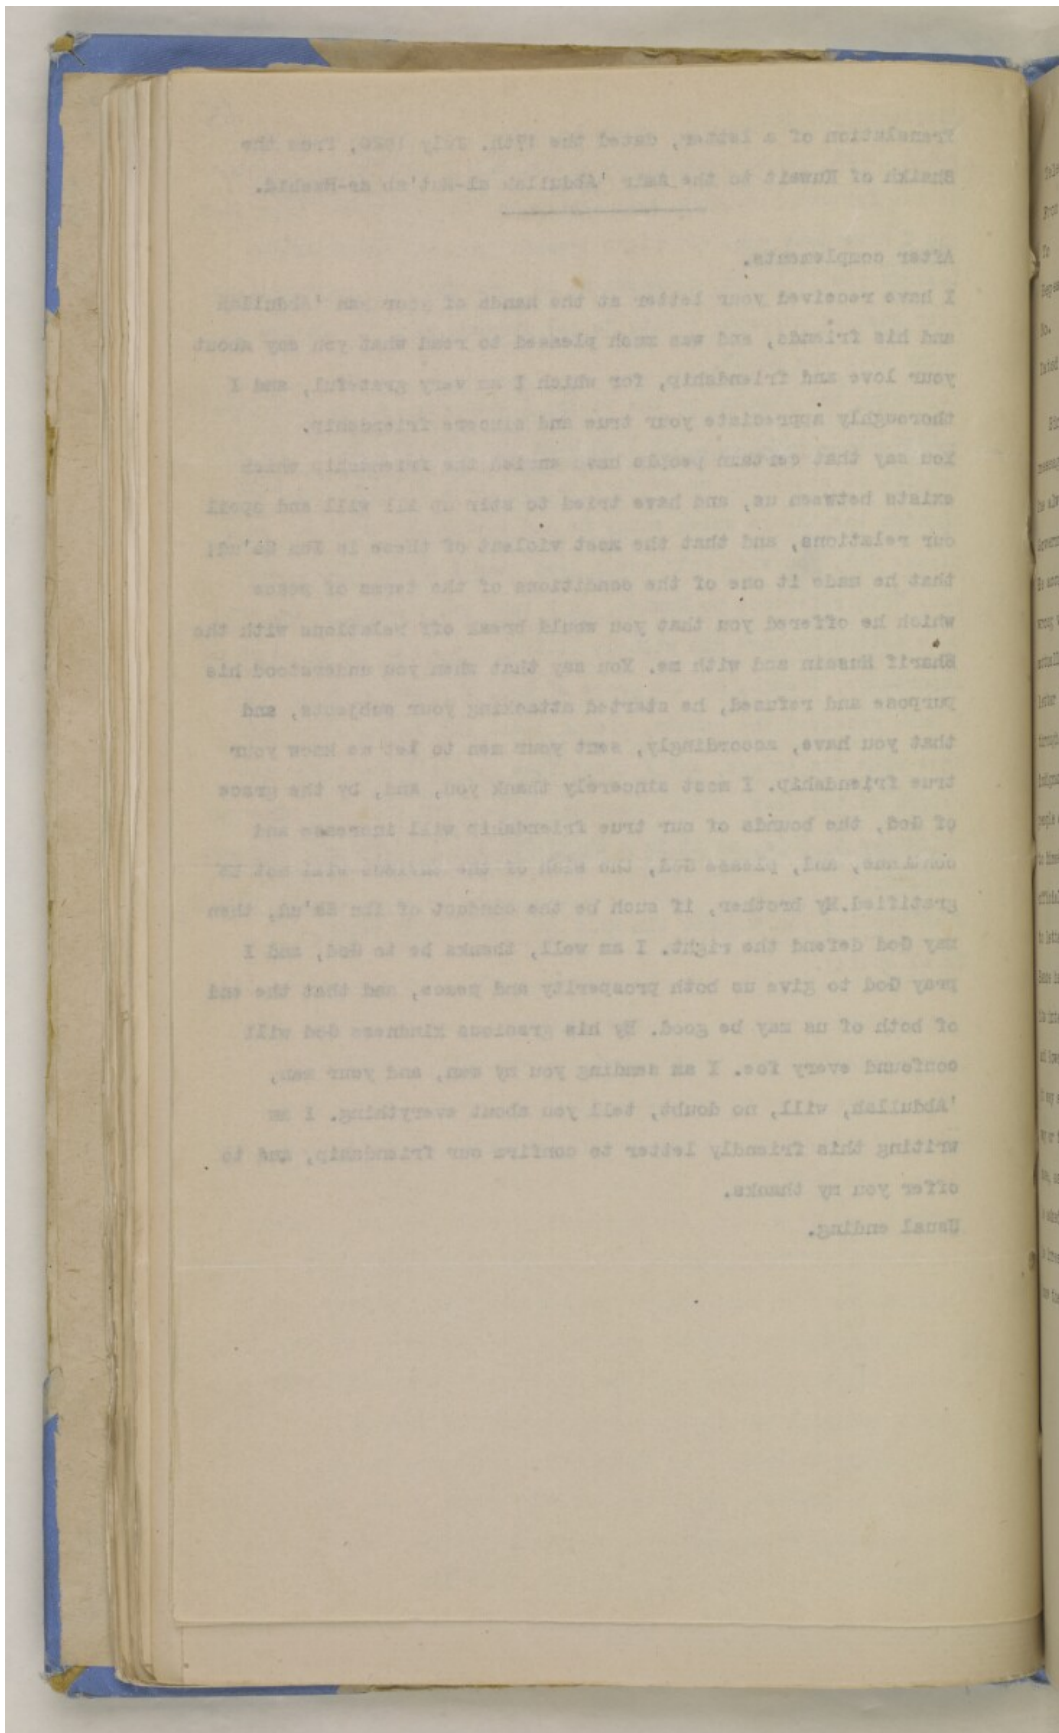 Translation of a letter, dated the 17th. July 1920, from the
Shaikh of Kuwait to the Amir 'Abdullah al-Mut'ab ar-Rashid.
After complements.
I have received your letter at the hands of your man 'Abdullah
and his friends, and was much pleased to read what you say about
your love and friendship, for which I am very grateful, and I
thoroughly appreciate your true and sincere friendship.
You say that certain people have envied the friendship which
exists between us, and have tried to stir up ill will and spoil
our relations, and that the most violent of these is Ibn Sa'ud;
that he made it one of the conditions of the terms of peace
which he offered you that you would break off relations with the
Sharif Husain and with me. You say that when you understood his
purpose and refused, he started attacking your subjects, and
that you have, accordingly, sent your men to let me know your
true friendship. I most sincerely thank you, and, by the grace
of God, the bounds of our true friendship will increase and
continue, and, please God, the wish of the envious will not be
gratified. My brother, if such be the conduct of Ibn Sa'ud, then
may God defend the right. I am well, thanks be to God, and I
pray God to give us both prosperity and peace, and that the end
of both of us may be good. By his gracious kindness God will
confound every foe. I am sending you my man, and your man,
'Abdullah, will, no doubt, tell you about everything. I am
writing this friendly letter to confirm our friendship, and to
offer you my thanks.
Usual ending.